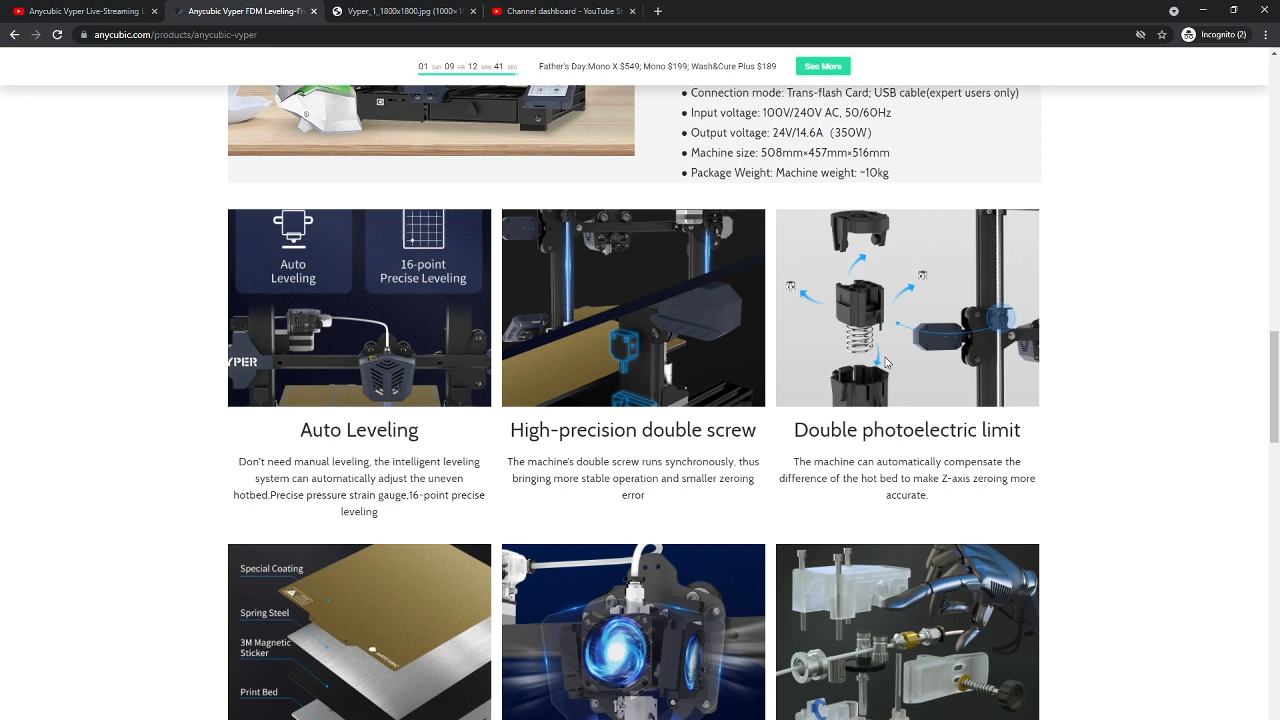 Anycubic Vyper Live-Streaming L
Anycubic Vyper FDM Leveling-Fre
Vyper_1_1800x1800.jpg (1000×1
Channel dashboard - YouTube St
anycubic.com/products/anycubic-vyper
Incognito (2)
01 DAY 09 HR 12 MIN 41 SEC
Father's Day:Mono X $549; Mono $199; Wash&Cure Plus $189
See More
● Connection mode: Trans-flash Card; USB cable(expert users only)
● Input voltage: 100V/240V AC, 50/60Hz
● Output voltage: 24V/14.6A (350W)
● Machine size: 508mm×457mm×516mm
● Package Weight: Machine weight: ~10kg
Auto
Leveling
16-point
Precise Leveling
YPER
Auto Leveling
Don't need manual leveling, the intelligent leveling
system can automatically adjust the uneven
hotbed.Precise pressure strain gauge,16-point precise
leveling
High-precision double screw
The machine's double screw runs synchronously, thus
bringing more stable operation and smaller zeroing
error
Double photoelectric limit
The machine can automatically compensate the
difference of the hot bed to make Z-axis zeroing more
accurate.
Special Coating
Spring Steel
3M Magnetic
Sticker
Print Bed
ANYCUBIC